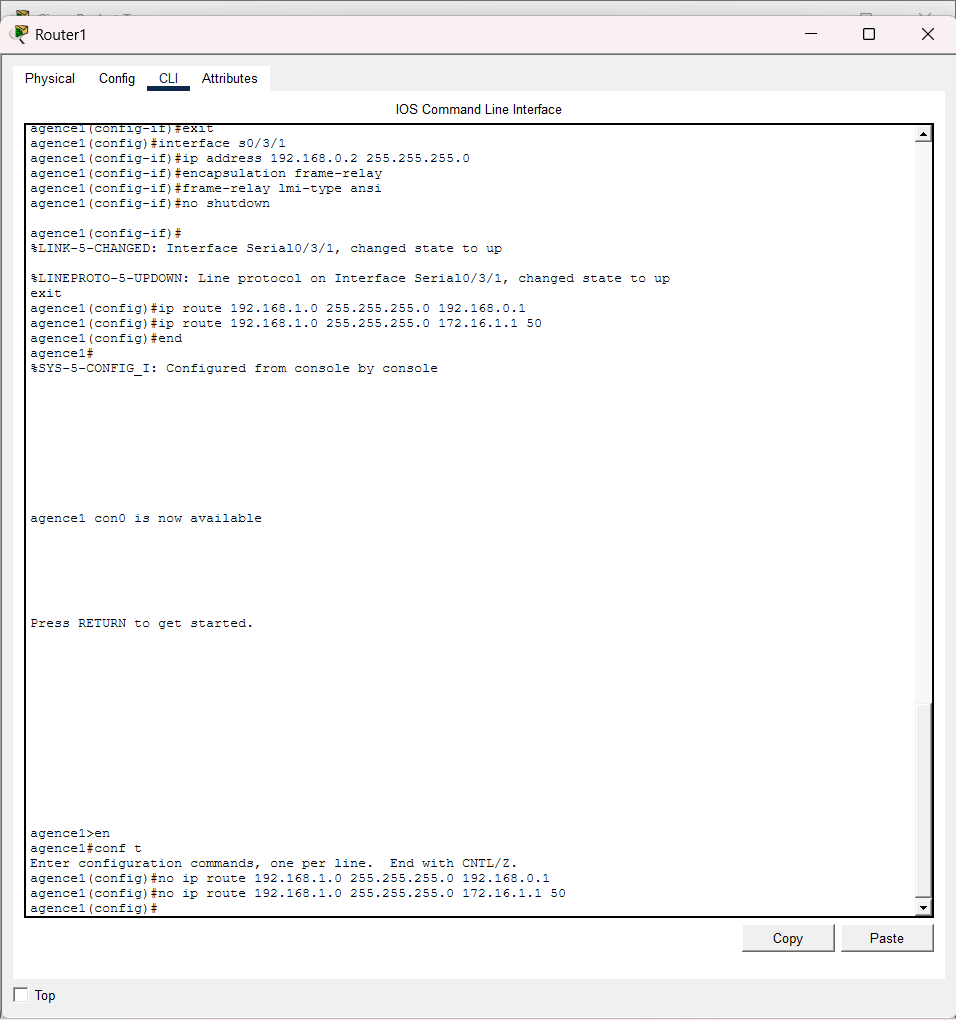 Router1
Physical Config CLI Attributes
IOS Command Line Interface
agence1(config-if)#exit
agence1(config)#interface s0/3/1
agence1(config-if)#ip address 192.168.0.2 255.255.255.0
agence1(config-if)#encapsulation frame-relay
agence1(config-if)#frame-relay lmi-type ansi
agence1(config-if)#no shutdown
agence1(config-if)#
%LINK-5-CHANGED: Interface Serial0/3/1, changed state to up
%LINEPROTO-5-UPDOWN: Line protocol on Interface Serial0/3/1, changed state to up
exit
agence1(config)#ip route 192.168.1.0 255.255.255.0 192.168.0.1
agence1(config)#ip route 192.168.1.0 255.255.255.0 172.16.1.1 50
agence1(config)#end
agence1#
%SYS-5-CONFIG_I: Configured from console by console
agence1 con0 is now available
Press RETURN to get started.
agence1>en
agence1#conf t
Enter configuration commands, one per line.  End with CNTL/Z.
agence1(config)#no ip route 192.168.1.0 255.255.255.0 192.168.0.1
agence1(config)#no ip route 192.168.1.0 255.255.255.0 172.16.1.1 50
agence1(config)#
Copy Paste
Top